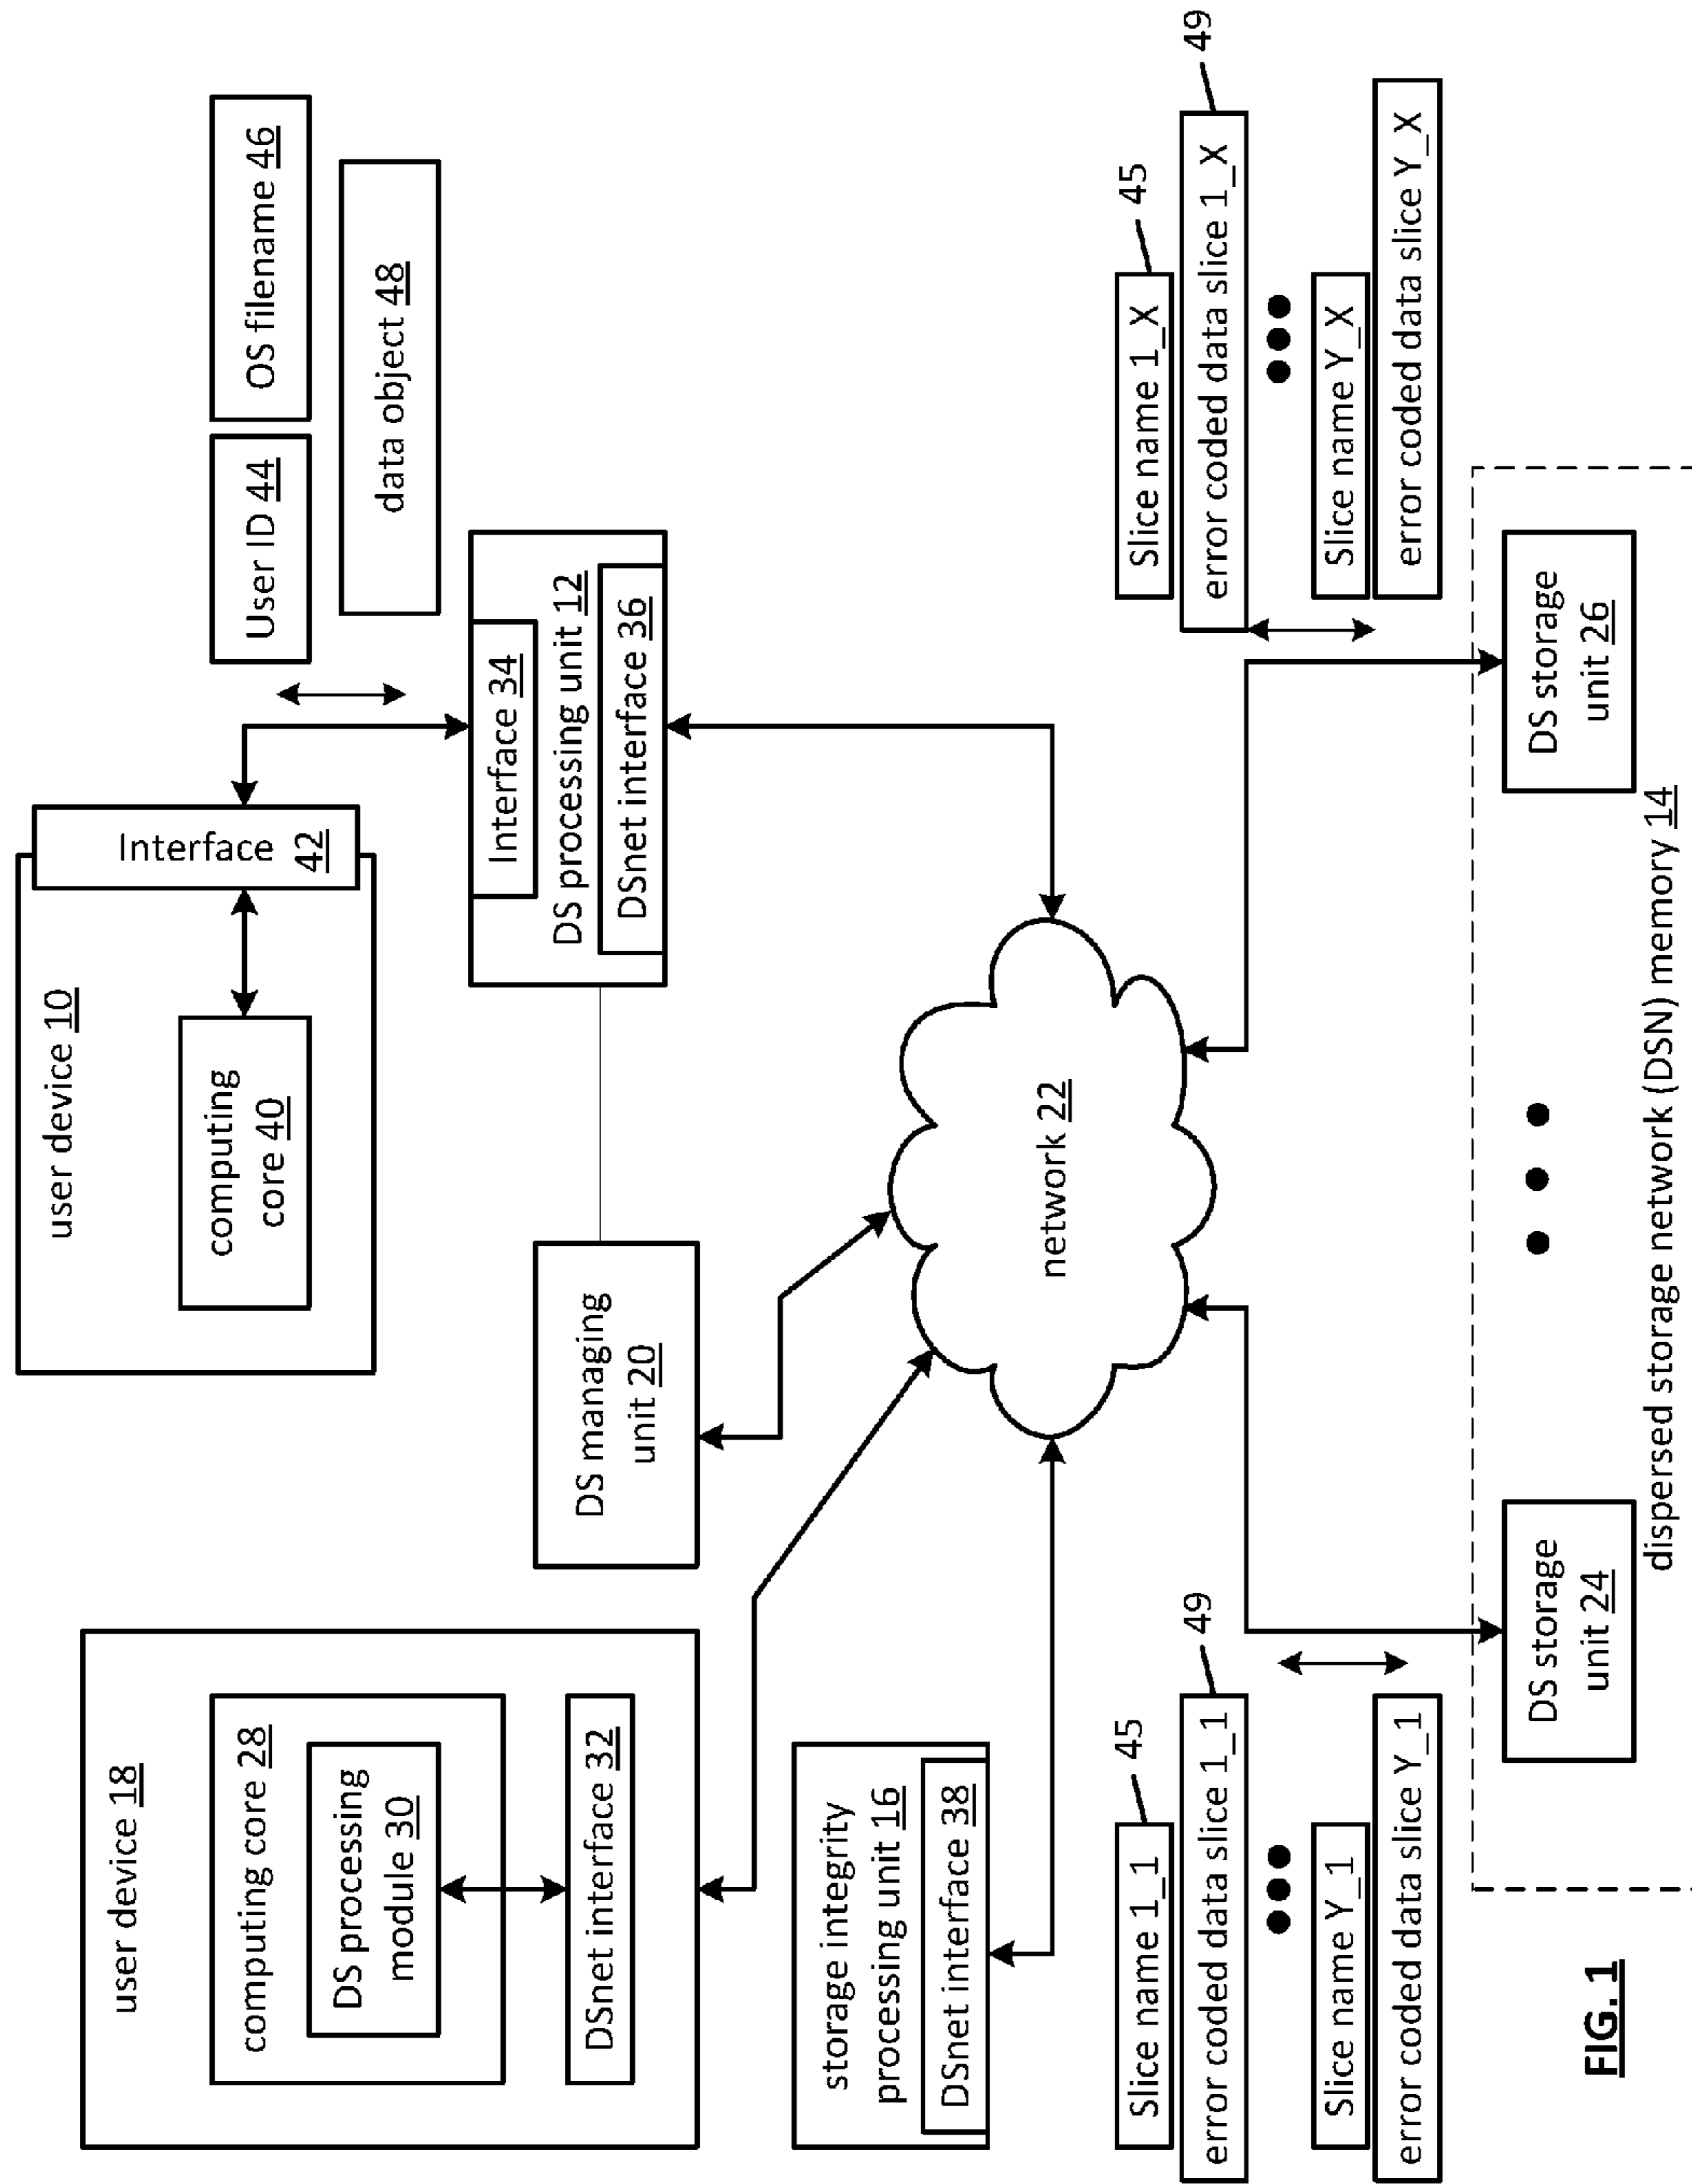 user device 18
computing core 28
DS processing
module 30
DSnet interface 32
user device 10
computing
core 40
Interface
42
User ID 44
OS filename 46
data object 48
DS managing
unit 20
Interface 34
DS processing unit 12
DSnet interface 36
storage integrity
processing unit 16
DSnet interface 38
network 22
Slice name 1_1
45
error coded data slice 1_1
49
Slice name Y_1
error coded data slice Y_1
Slice name 1_X
45
error coded data slice 1_X
49
Slice name Y_X
error coded data slice Y_X
DS storage
unit 24
DS storage
unit 26
dispersed storage network (DSN) memory 14
FIG. 1